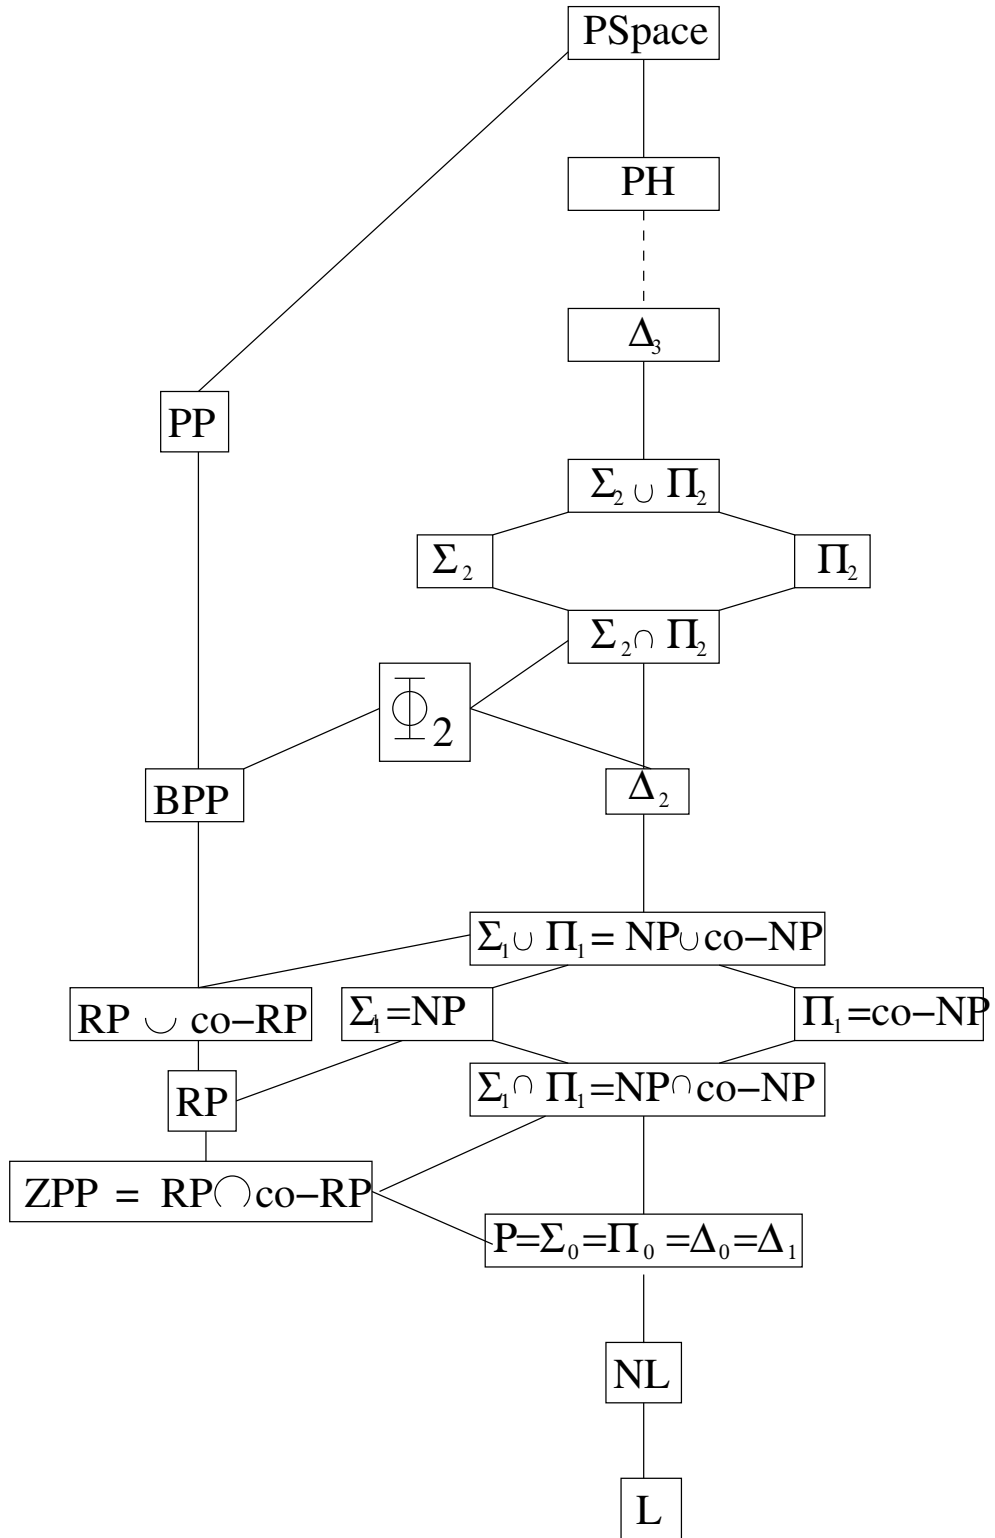 PSpace
PH
Δ₃
PP
Σ₂ ∪ Π₂
Σ₂
Π₂
Σ₂ ∩ Π₂
Φ₂
BPP
Δ₂
Σ₁ ∪ Π₁ = NP∪co−NP
RP ∪ co−RP
Σ₁=NP
Π₁=co−NP
RP
Σ₁ ∩ Π₁=NP∩co−NP
ZPP = RP∩co−RP
P=Σ₀=Π₀=Δ₀=Δ₁
NL
L